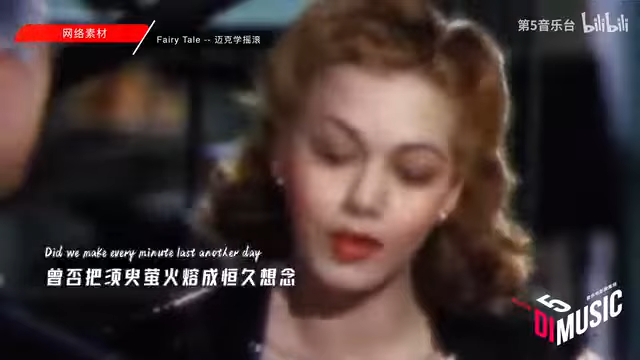 网络素材
Fairy Tale -- 迈克学摇滚
第5音乐台 bilibili
Did we make every minute last another day
曾否把须臾萤火熔成恒久想念
5
DIMUSIC